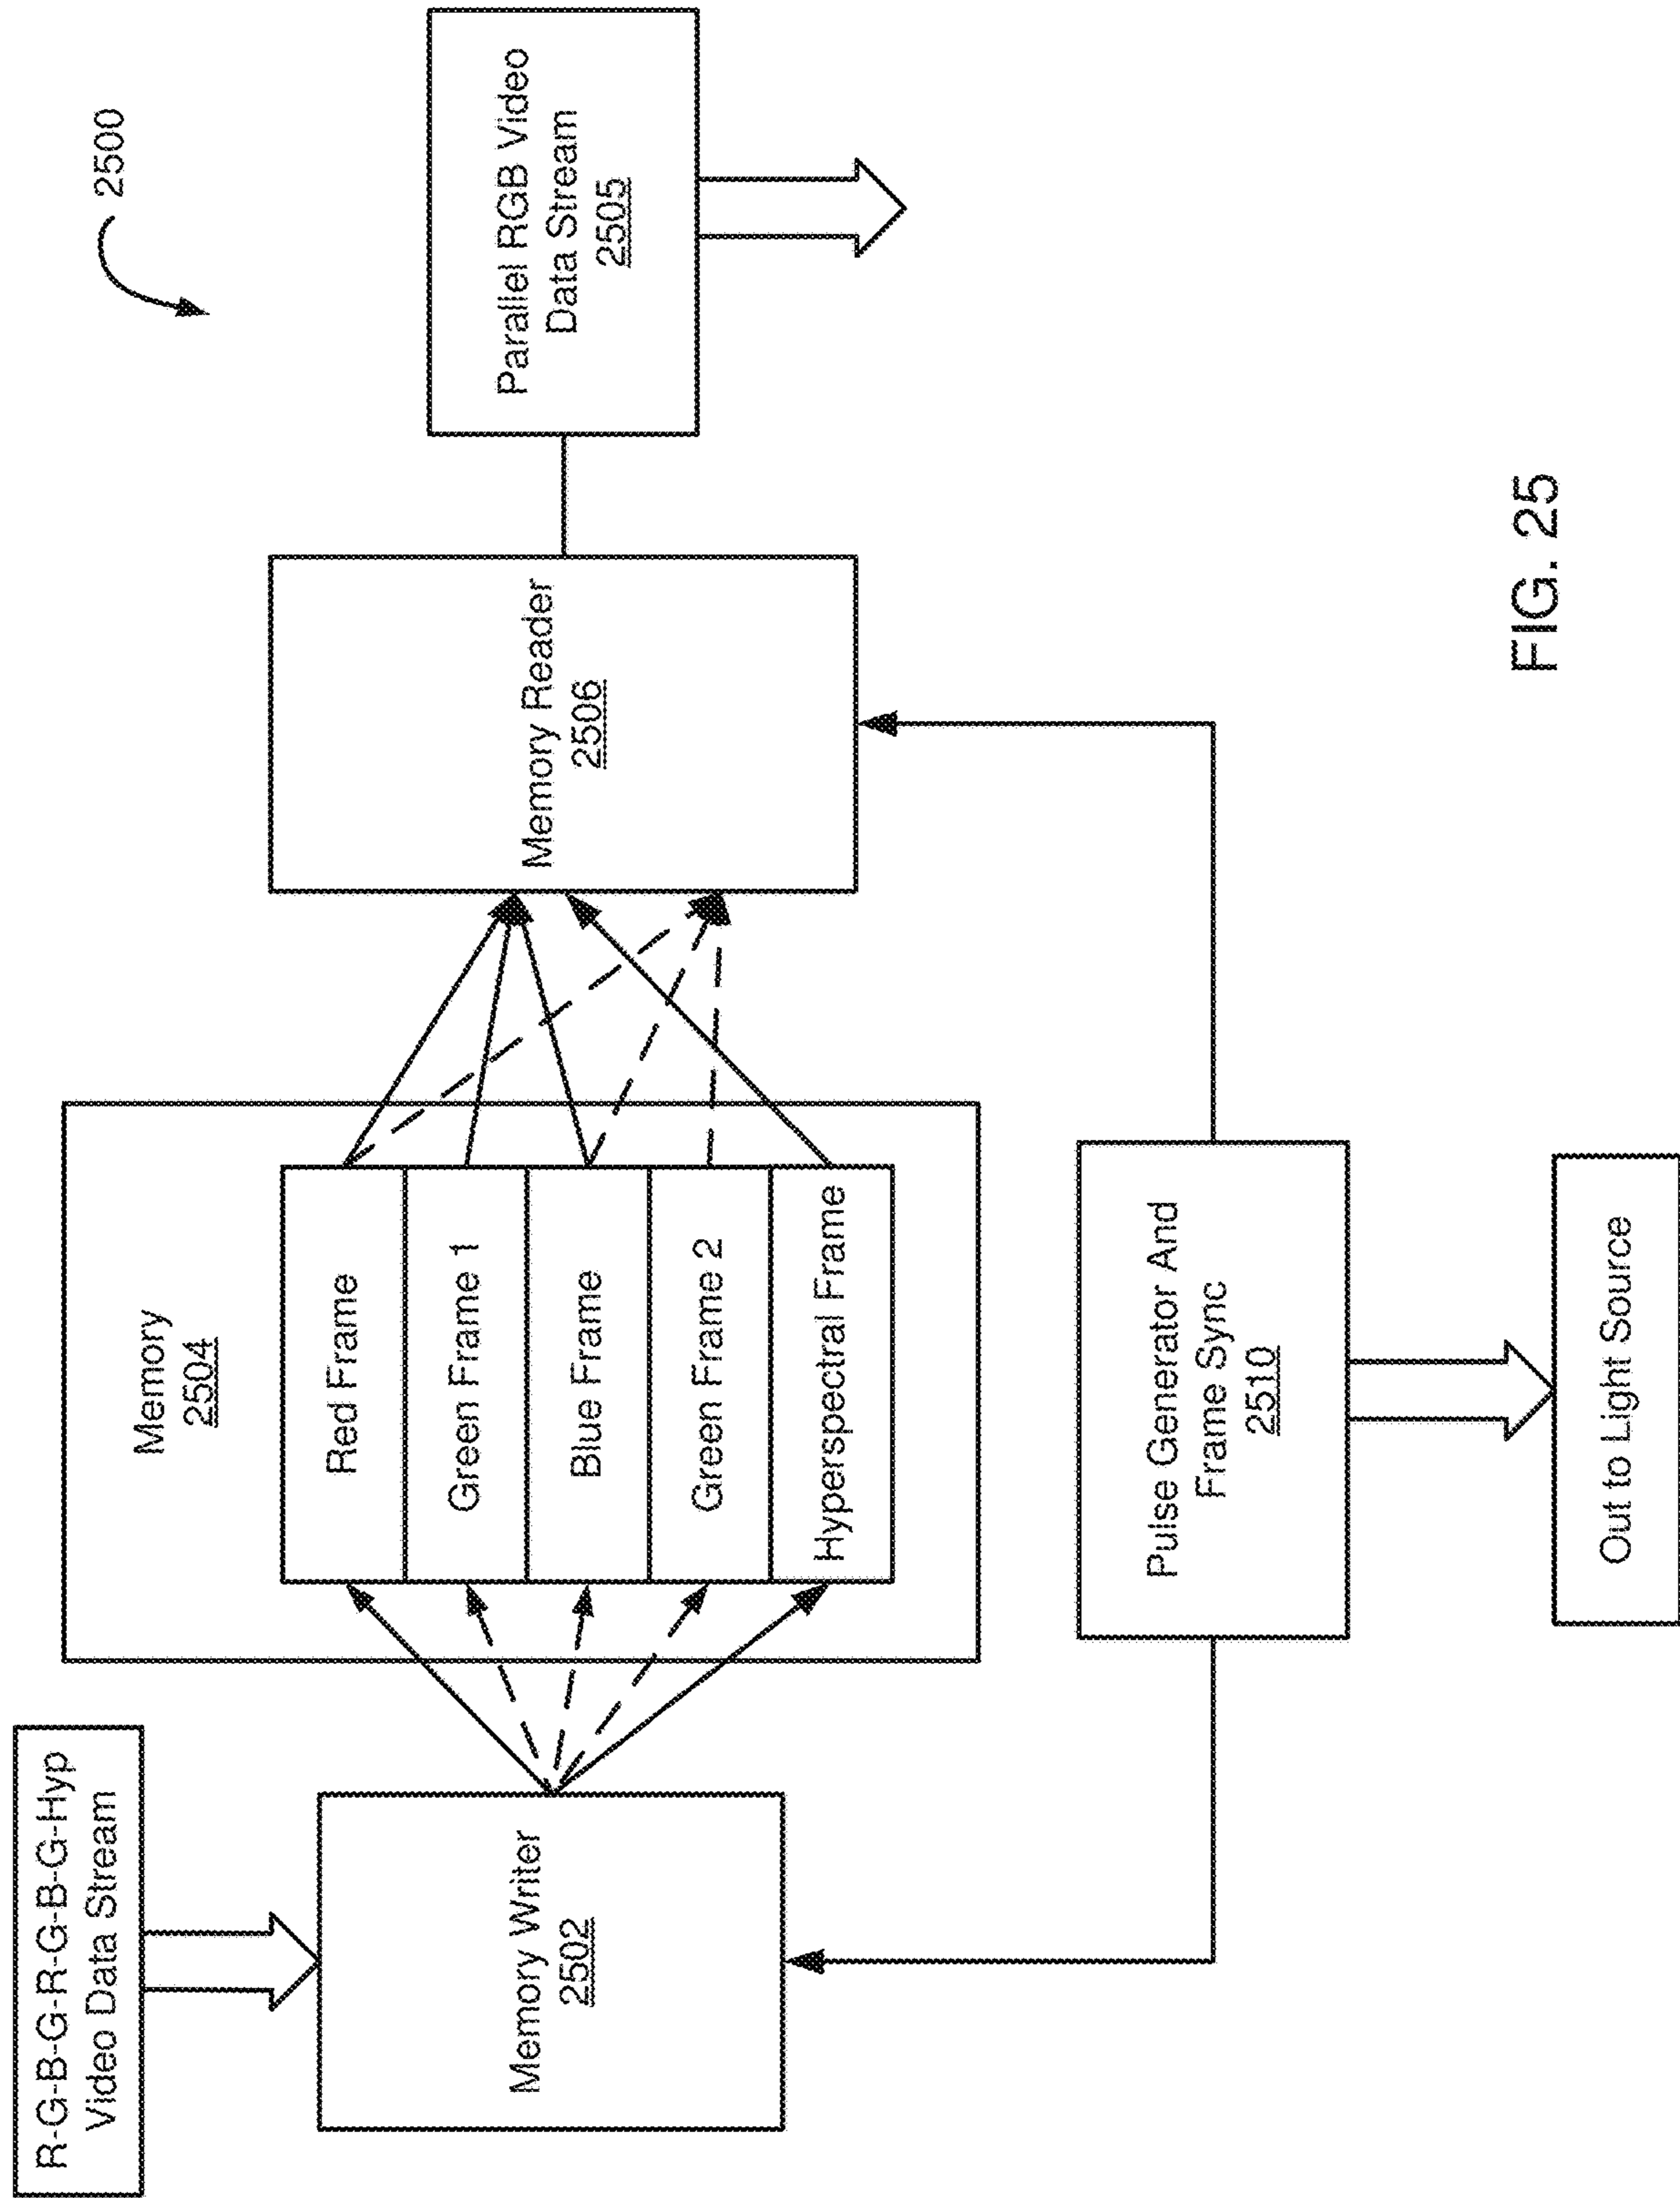 2500
R-G-B-G-R-G-B-G-Hyp
Video Data Stream
Memory Writer
2502
Memory
2504
Red Frame
Green Frame 1
Blue Frame
Green Frame 2
Hyperspectral Frame
Memory Reader
2506
Parallel RGB Video
Data Stream
2505
Pulse Generator And
Frame Sync
2510
Out to Light Source
FIG. 25